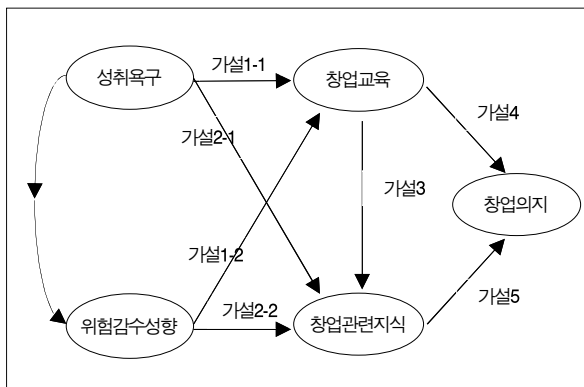 가설1-1
성취욕구
창업교육
가설4
가설2-1
가설3
창업의지
가설1-2
가설2-2
가설5
위험감수성향
창업관련지식